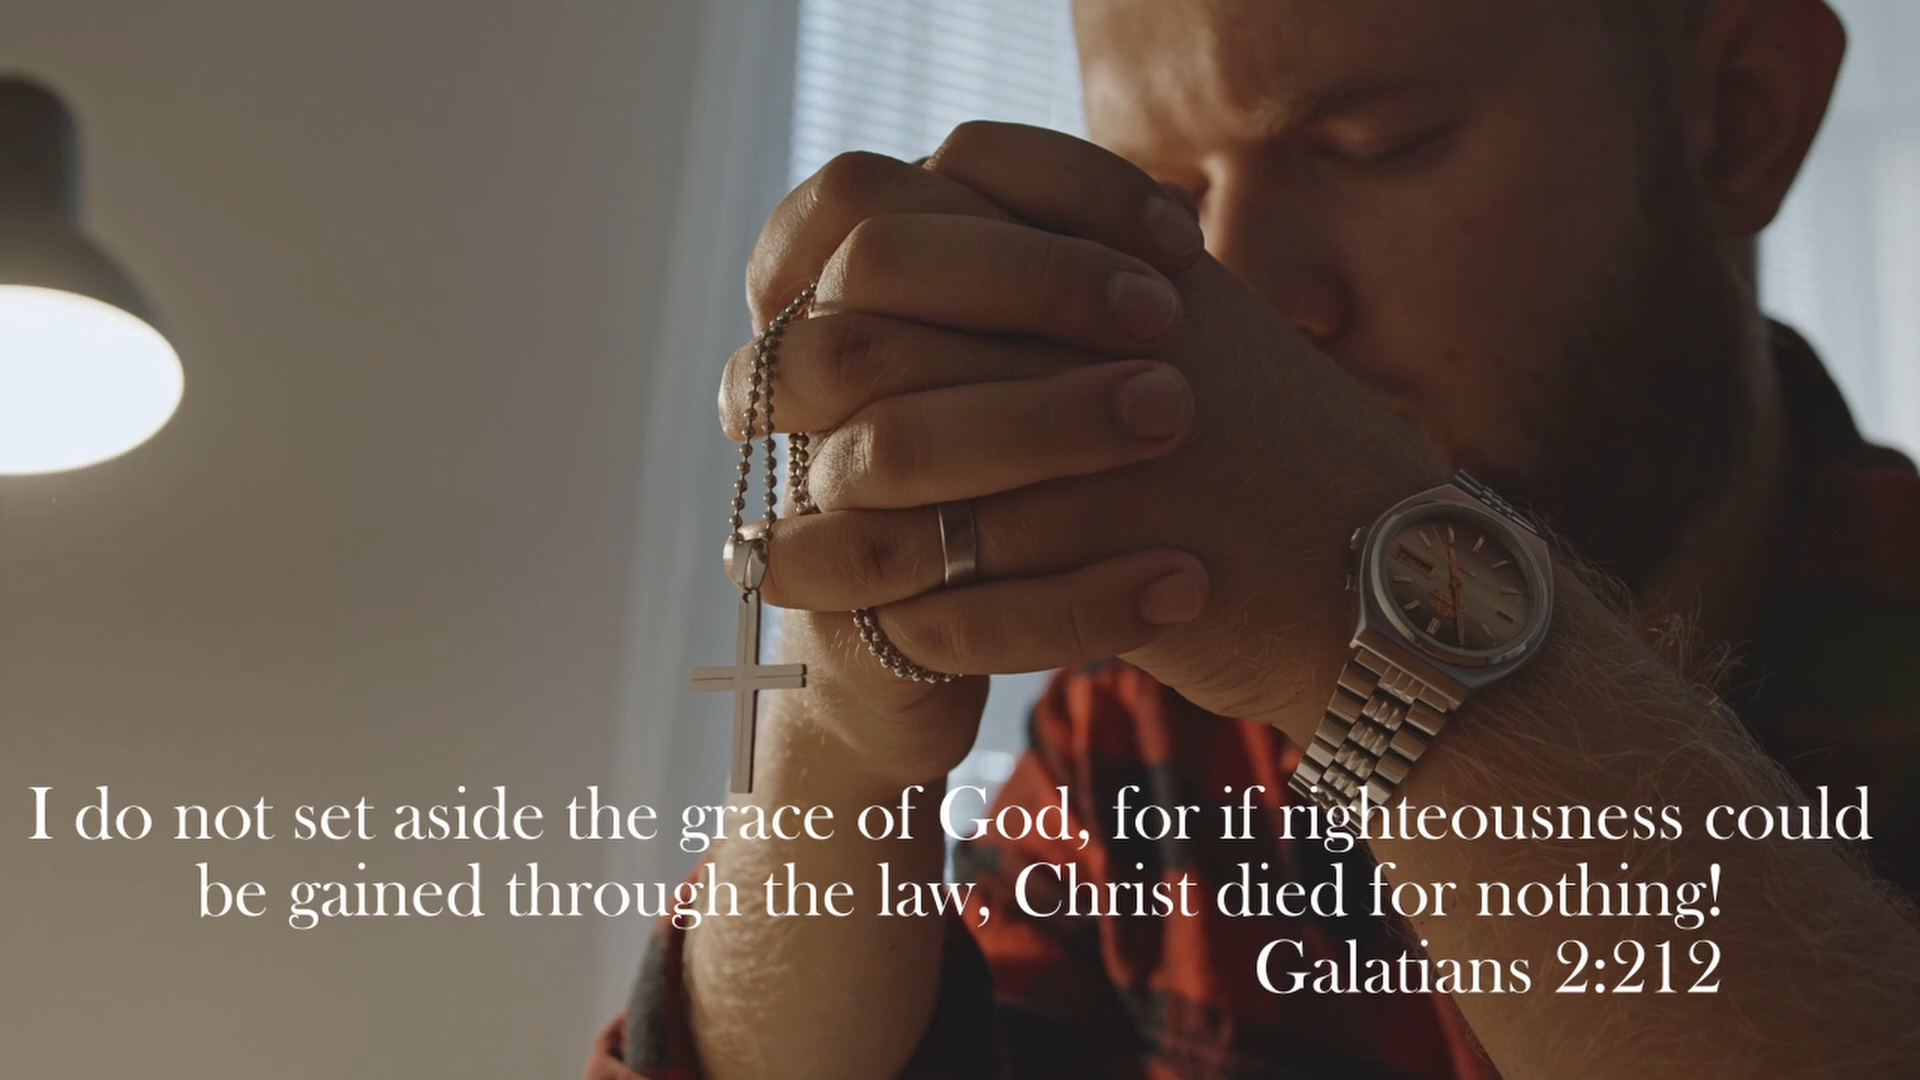 I do not set aside the grace of God, for if righteousness could
be gained through the law, Christ died for nothing!
Galatians 2:212